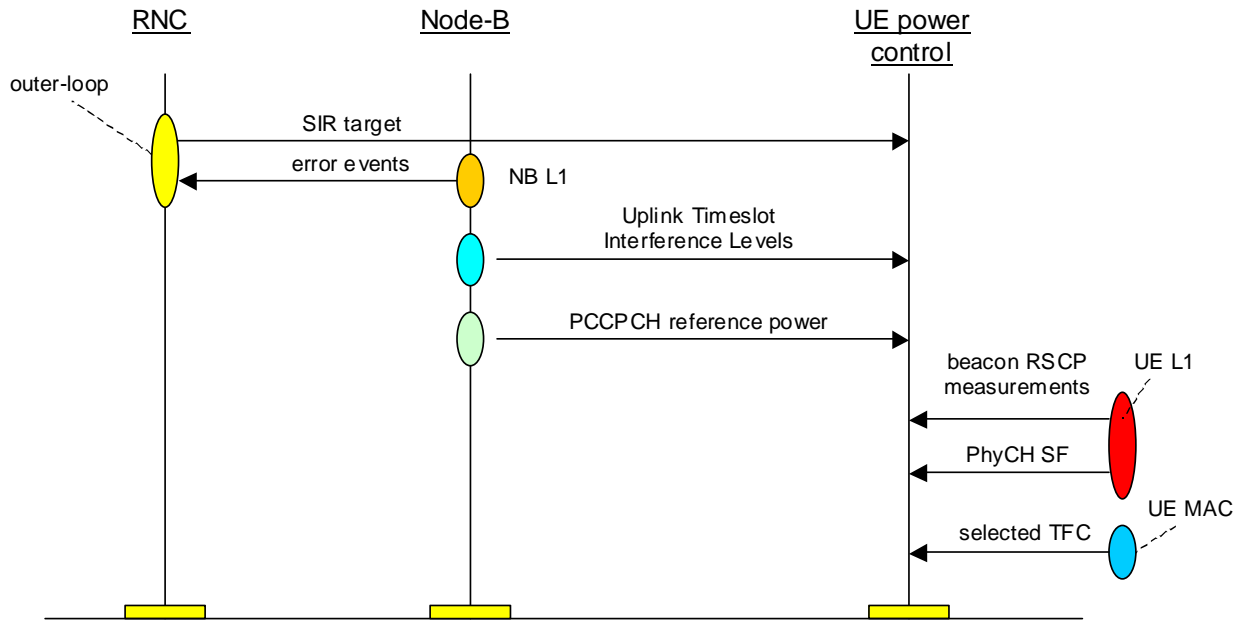 RNC
Node-B
UE power
control
outer-loop
SIR target
error events
NB L1
Uplink Timeslot
Interference Levels
PCCPCH reference power
beacon RSCP
measurements
UE L1
PhyCH SF
UE MAC
selected TFC